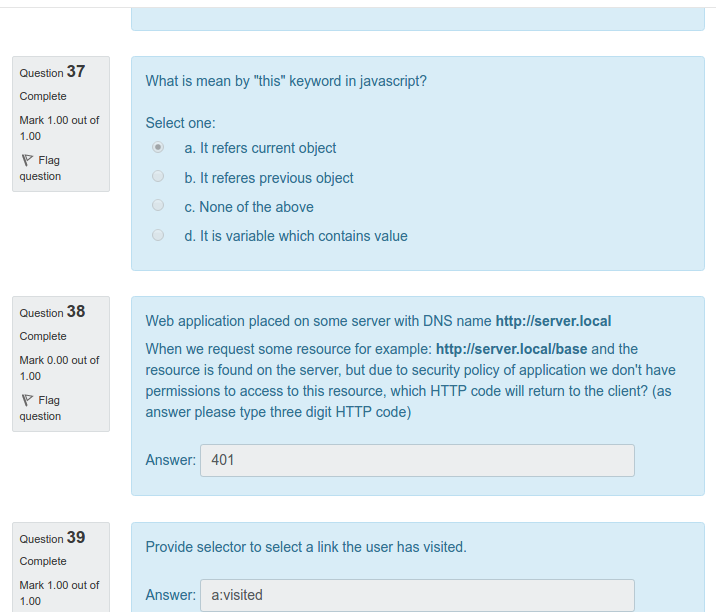 Question 37
Complete
Mark 1.00 out of
1.00
Flag
question
What is mean by "this" keyword in javascript?
Select one:
a. It refers current object
b. It referes previous object
c. None of the above
d. It is variable which contains value
Question 38
Complete
Mark 0.00 out of
1.00
Flag
question
Web application placed on some server with DNS name http://server.local
When we request some resource for example: http://server.local/base and the
resource is found on the server, but due to security policy of application we don't have
permissions to access to this resource, which HTTP code will return to the client? (as
answer please type three digit HTTP code)
Answer: 401
Question 39
Complete
Mark 1.00 out of
1.00
Provide selector to select a link the user has visited.
Answer: a:visited